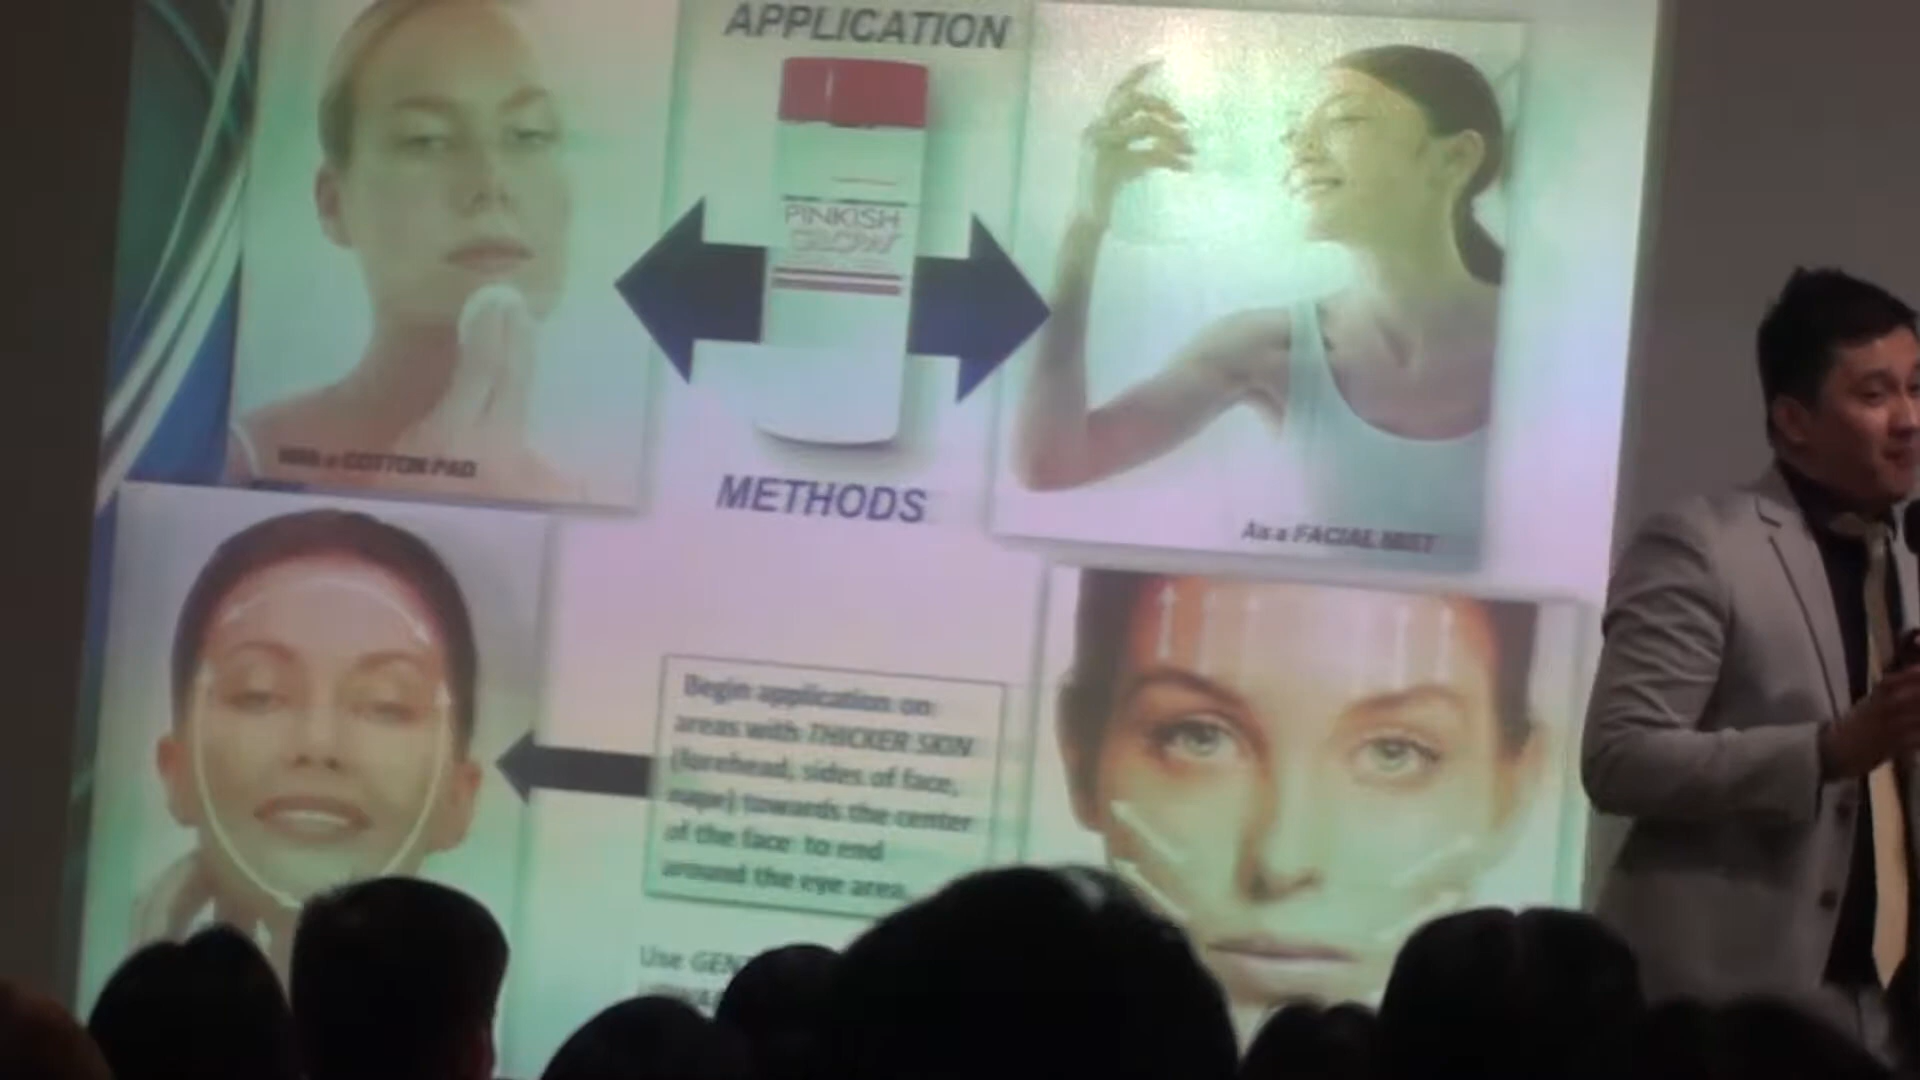 APPLICATION
PINKISH
GLOW
With a COTTON PAD
METHODS
As a FACIAL MIST
Begin application on
areas with THICKER SKIN
(forehead, sides of face,
nape) towards the center
of the face to end
around the eye area.
Use